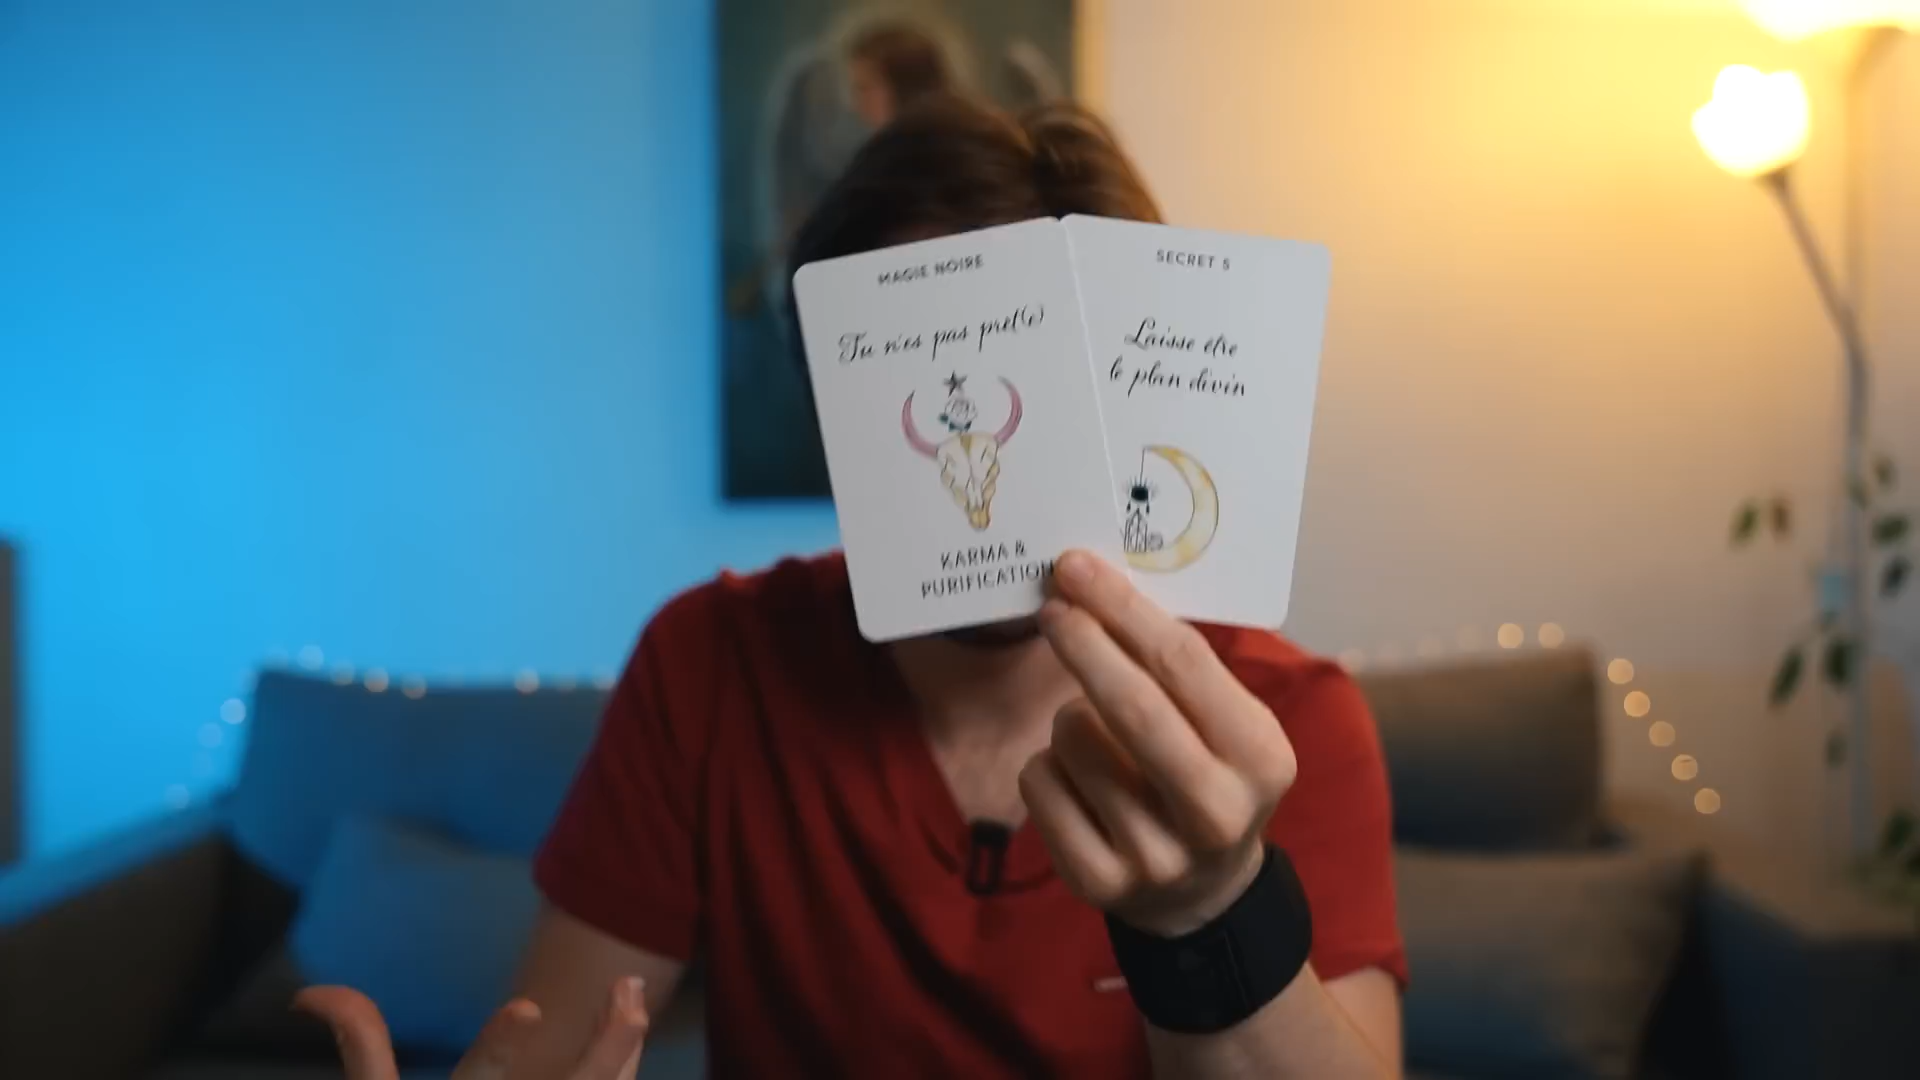 MAGIE NOIRE
Tu n'es pas prêt(e)
KARMA &
PURIFICATION
SECRET 5
Laisse être
le plan divin